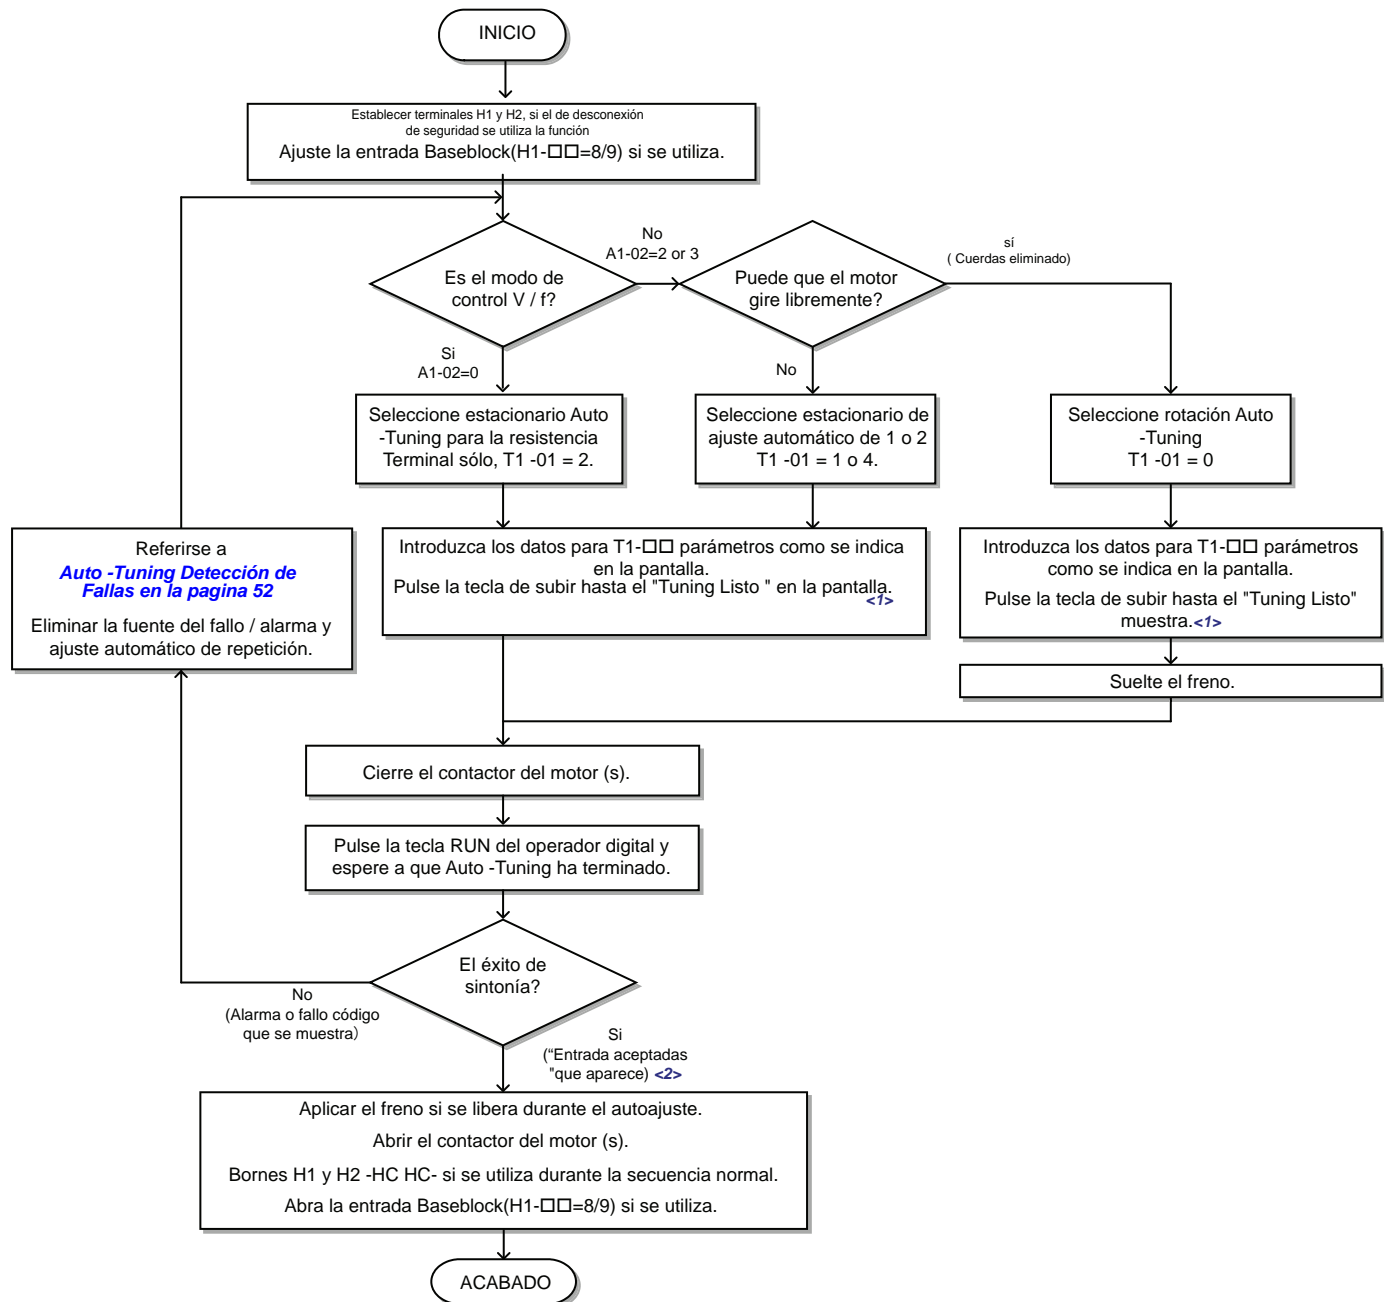 INICIO
Establecer terminales H1 y H2, si el de desconexión
de seguridad se utiliza la función
Ajuste la entrada Baseblock(H1-□□=8/9) si se utiliza.
Es el modo de
control V / f?
No
A1-02=2 or 3
Puede que el motor
gire libremente?
sí
( Cuerdas eliminado)
Si
A1-02=0
No
Seleccione estacionario Auto
-Tuning para la resistencia
Terminal sólo, T1 -01 = 2.
Seleccione estacionario de
ajuste automático de 1 o 2
T1 -01 = 1 o 4.
Seleccione rotación Auto
-Tuning
T1 -01 = 0
Referirse a
Auto -Tuning Detección de
Fallas en la pagina 52
Eliminar la fuente del fallo / alarma y
ajuste automático de repetición.
Introduzca los datos para T1-□□ parámetros como se indica
en la pantalla.
Pulse la tecla de subir hasta el "Tuning Listo " en la pantalla.
<1>
Introduzca los datos para T1-□□ parámetros
como se indica en la pantalla.
Pulse la tecla de subir hasta el "Tuning Listo"
muestra.<1>
Suelte el freno.
Cierre el contactor del motor (s).
Pulse la tecla RUN del operador digital y
espere a que Auto -Tuning ha terminado.
El éxito de
sintonía?
No
(Alarma o fallo código
que se muestra)
Si
(“Entrada aceptadas
"que aparece) <2>
Aplicar el freno si se libera durante el autoajuste.
Abrir el contactor del motor (s).
Bornes H1 y H2 -HC HC- si se utiliza durante la secuencia normal.
Abra la entrada Baseblock(H1-□□=8/9) si se utiliza.
ACABADO